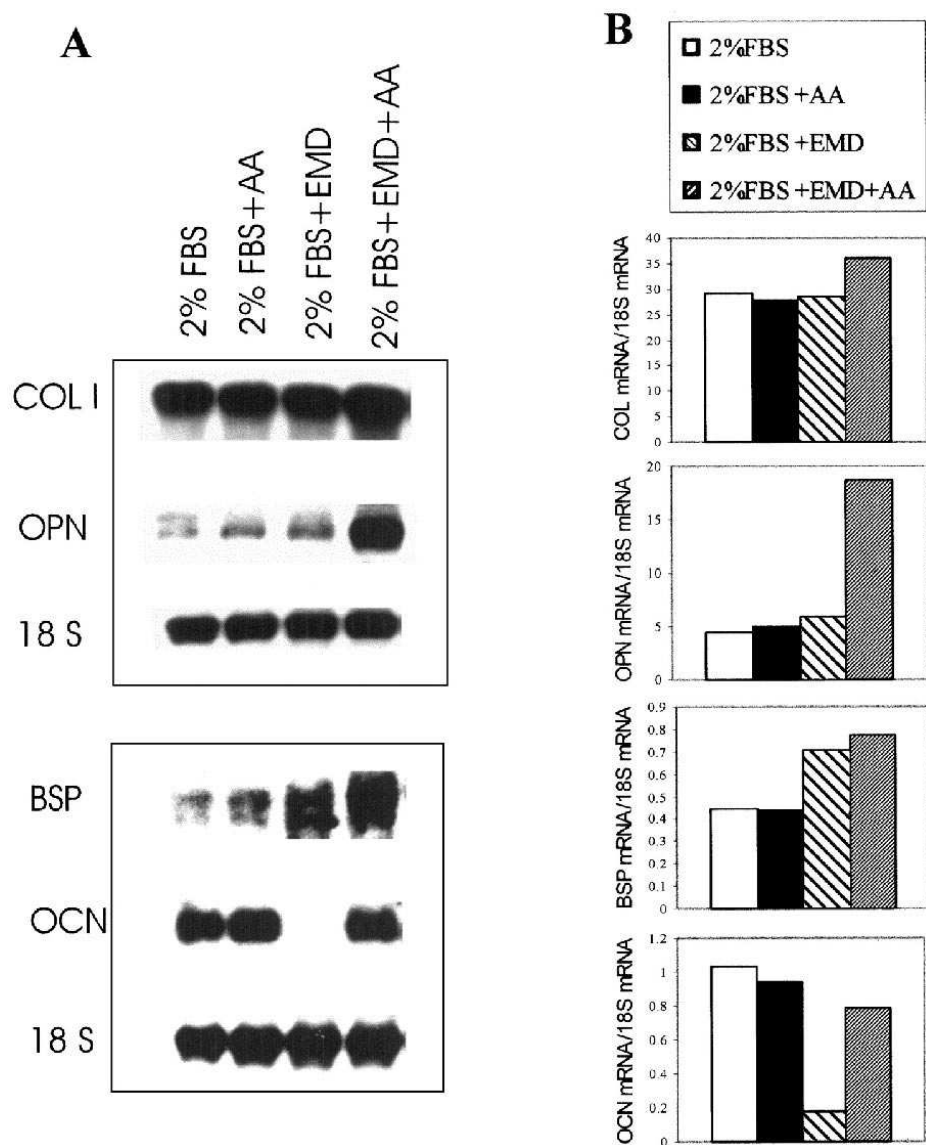 A
2% FBS
2% FBS+AA
2% FBS+EMD
2% FBS+EMD+AA
COL I
OPN
18 S
BSP
OCN
18 S
B
2%FBS
2%FBS +AA
2%FBS +EMD
2%FBS +EMD+AA
COL mRNA/18S mRNA
40
35
30
25
20
15
10
5
0
OPN mRNA/18S mRNA
20
15
10
5
0
BSP mRNA/18S mRNA
0.9
0.8
0.7
0.6
0.5
0.4
0.3
0.2
0.1
0
OCN mRNA/18S mRNA
1.2
1
0.8
0.6
0.4
0.2
0